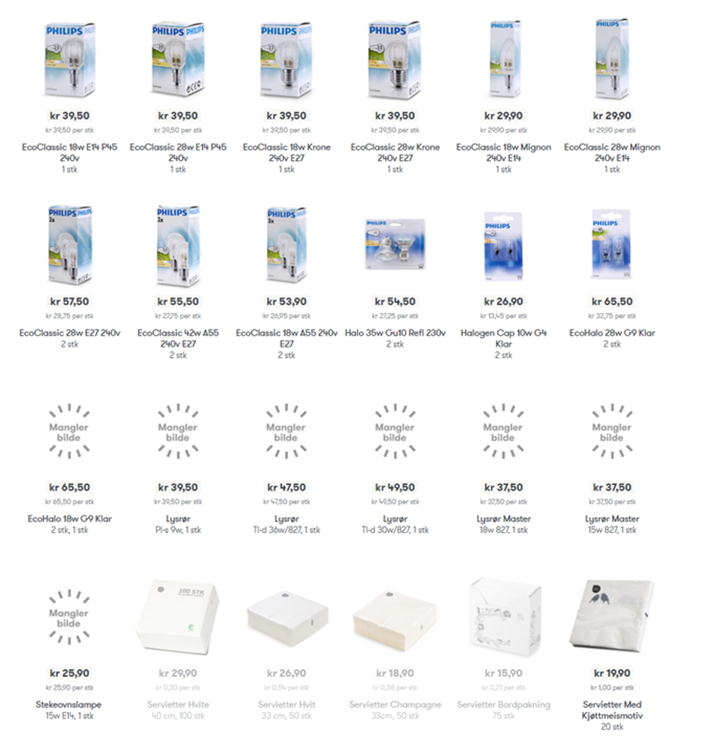 PHILIPS PHILIPS PHILIPS PHILIPS PHILIPS PHILIPS
kr 39,50 kr 39,50 kr 39,50 kr 39,50 kr 29,90 kr 29,90
kr 39,50 per stk kr 39,50 per stk kr 39,50 per stk kr 39,50 per stk kr 29,90 per stk kr 29,90 per stk
EcoClassic 18w E14 P45 EcoClassic 28w E14 P45 EcoClassic 18w Krone EcoClassic 28w Krone EcoClassic 18w Mignon EcoClassic 28w Mignon
240v 240v 240v E27 240v E27 240v E14 240v E14
1 stk 1 stk 1 stk 1 stk 1 stk 1 stk
PHILIPS PHILIPS PHILIPS PHILIPS PHILIPS PHILIPS
2x 2x 2x
kr 57,50 kr 55,50 kr 53,90 kr 54,50 kr 26,90 kr 65,50
kr 28,75 per stk kr 27,75 per stk kr 26,95 per stk kr 27,25 per stk kr 13,45 per stk kr 32,75 per stk
EcoClassic 28w E27 240v EcoClassic 42w A55 EcoClassic 18w A55 240v Halo 35w Gu10 Refl 230v Halogen Cap 10w G4 EcoHalo 28w G9 Klar
2 stk 240v E27 E27 2 stk Klar 2 stk
2 stk 2 stk 2 stk
Mangler Mangler Mangler Mangler Mangler Mangler
bilde bilde bilde bilde bilde bilde
kr 65,50 kr 39,50 kr 47,50 kr 49,50 kr 37,50 kr 37,50
kr 65,50 per stk kr 39,50 per stk kr 47,50 per stk kr 49,50 per stk kr 37,50 per stk kr 37,50 per stk
EcoHalo 18w G9 Klar Lysrør Lysrør Lysrør Lysrør Master Lysrør Master
2 stk, 1 stk Pl-s 9w, 1 stk Tl-d 36w/827, 1 stk Tl-d 30w/827, 1 stk 18w 827, 1 stk 15w 827, 1 stk
Mangler 100 STK
bilde
kr 25,90 kr 29,90 kr 26,90 kr 18,90 kr 15,90 kr 19,90
kr 25,90 per stk kr 0,30 per stk kr 0,54 per stk kr 0,38 per stk kr 0,21 per stk kr 1,00 per stk
Stekeovnslampe Servietter Hvite Servietter Hvit Servietter Champagne Servietter Bordpakning Servietter Med
15w E14, 1 stk 40 cm, 100 stk 33 cm, 50 stk 33cm, 50 stk 75 stk Kjøttmeismotiv
20 stk